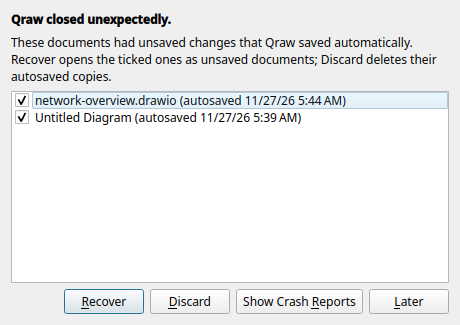 Qraw closed unexpectedly.
These documents had unsaved changes that Qraw saved automatically.
Recover opens the ticked ones as unsaved documents; Discard deletes their
autosaved copies.
network-overview.drawio (autosaved 11/27/26 5:44 AM)
Untitled Diagram (autosaved 11/27/26 5:39 AM)
Recover
Discard
Show Crash Reports
Later